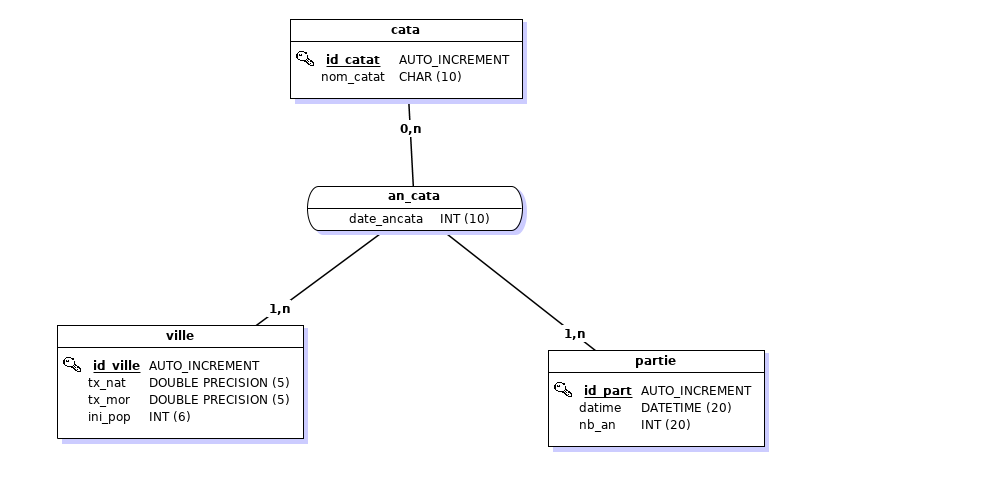 cata
id_catat AUTO_INCREMENT
nom_catat CHAR (10)
0,n
an_cata
date_ancata INT (10)
1,n
1,n
ville
id_ville AUTO_INCREMENT
tx_nat DOUBLE PRECISION (5)
tx_mor DOUBLE PRECISION (5)
ini_pop INT (6)
partie
id_part AUTO_INCREMENT
datime DATETIME (20)
nb_an INT (20)